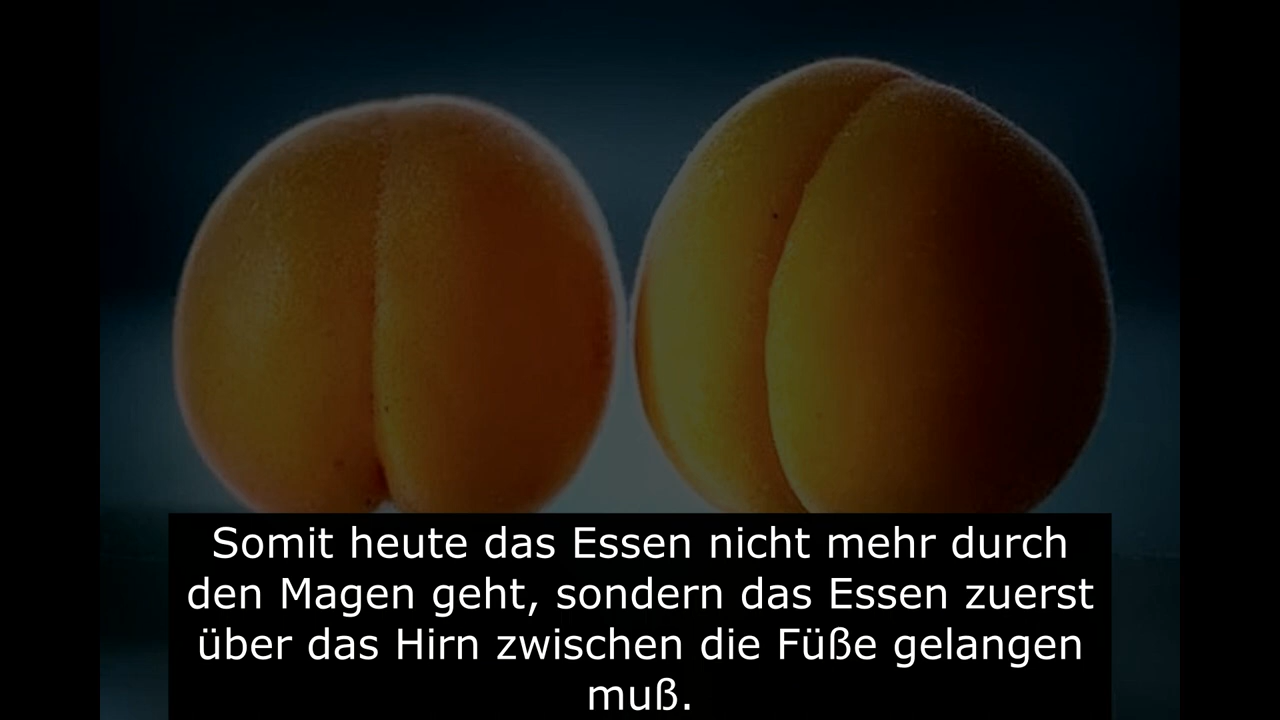 Somit heute das Essen nicht mehr durch
den Magen geht, sondern das Essen zuerst
über das Hirn zwischen die Füße gelangen
muß.